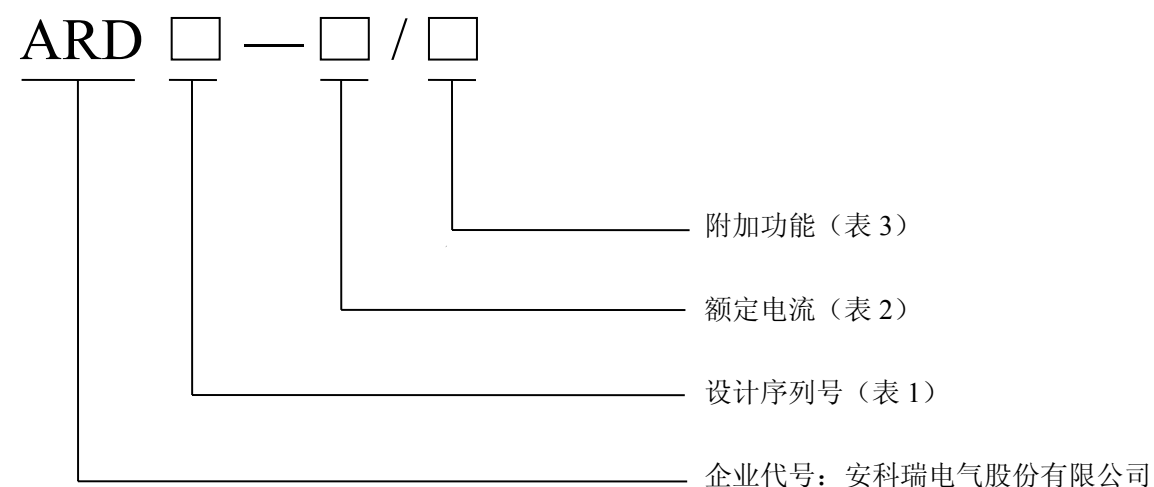 ARD □ — □ / □
附加功能（表 3）
额定电流（表 2）
设计序列号（表 1）
企业代号：安科瑞电气股份有限公司